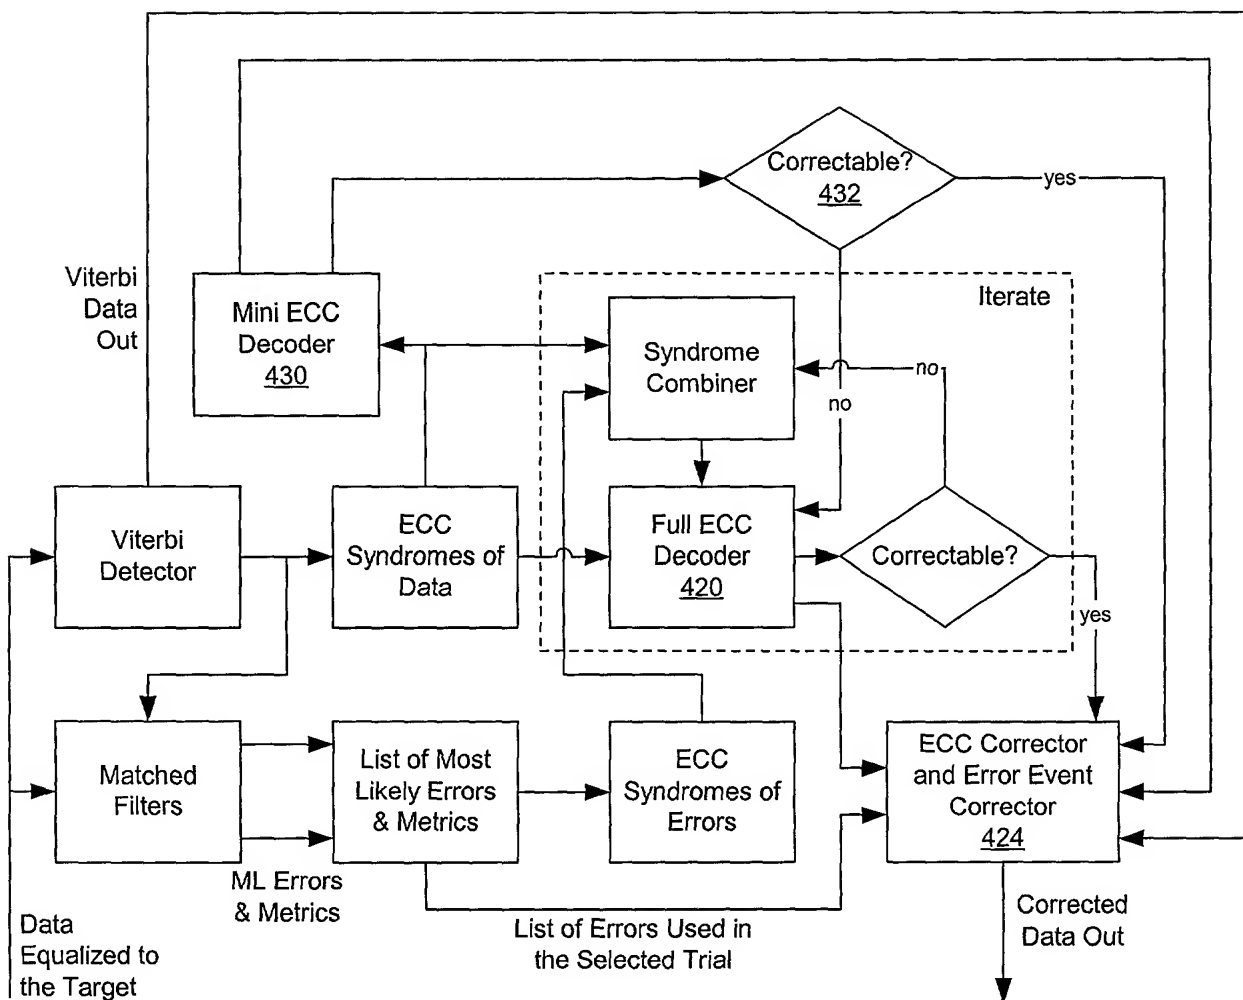 Correctable?
432
yes
Viterbi
Data
Out
Mini ECC
Decoder
430
Iterate
Syndrome
Combiner
no
no
Viterbi
Detector
ECC
Syndromes of
Data
Full ECC
Decoder
420
Correctable?
yes
Matched
Filters
List of Most
Likely Errors
& Metrics
ECC
Syndromes of
Errors
ECC Corrector
and Error Event
Corrector
424
ML Errors
& Metrics
Data
Equalized to
the Target
List of Errors Used in
the Selected Trial
Corrected
Data Out